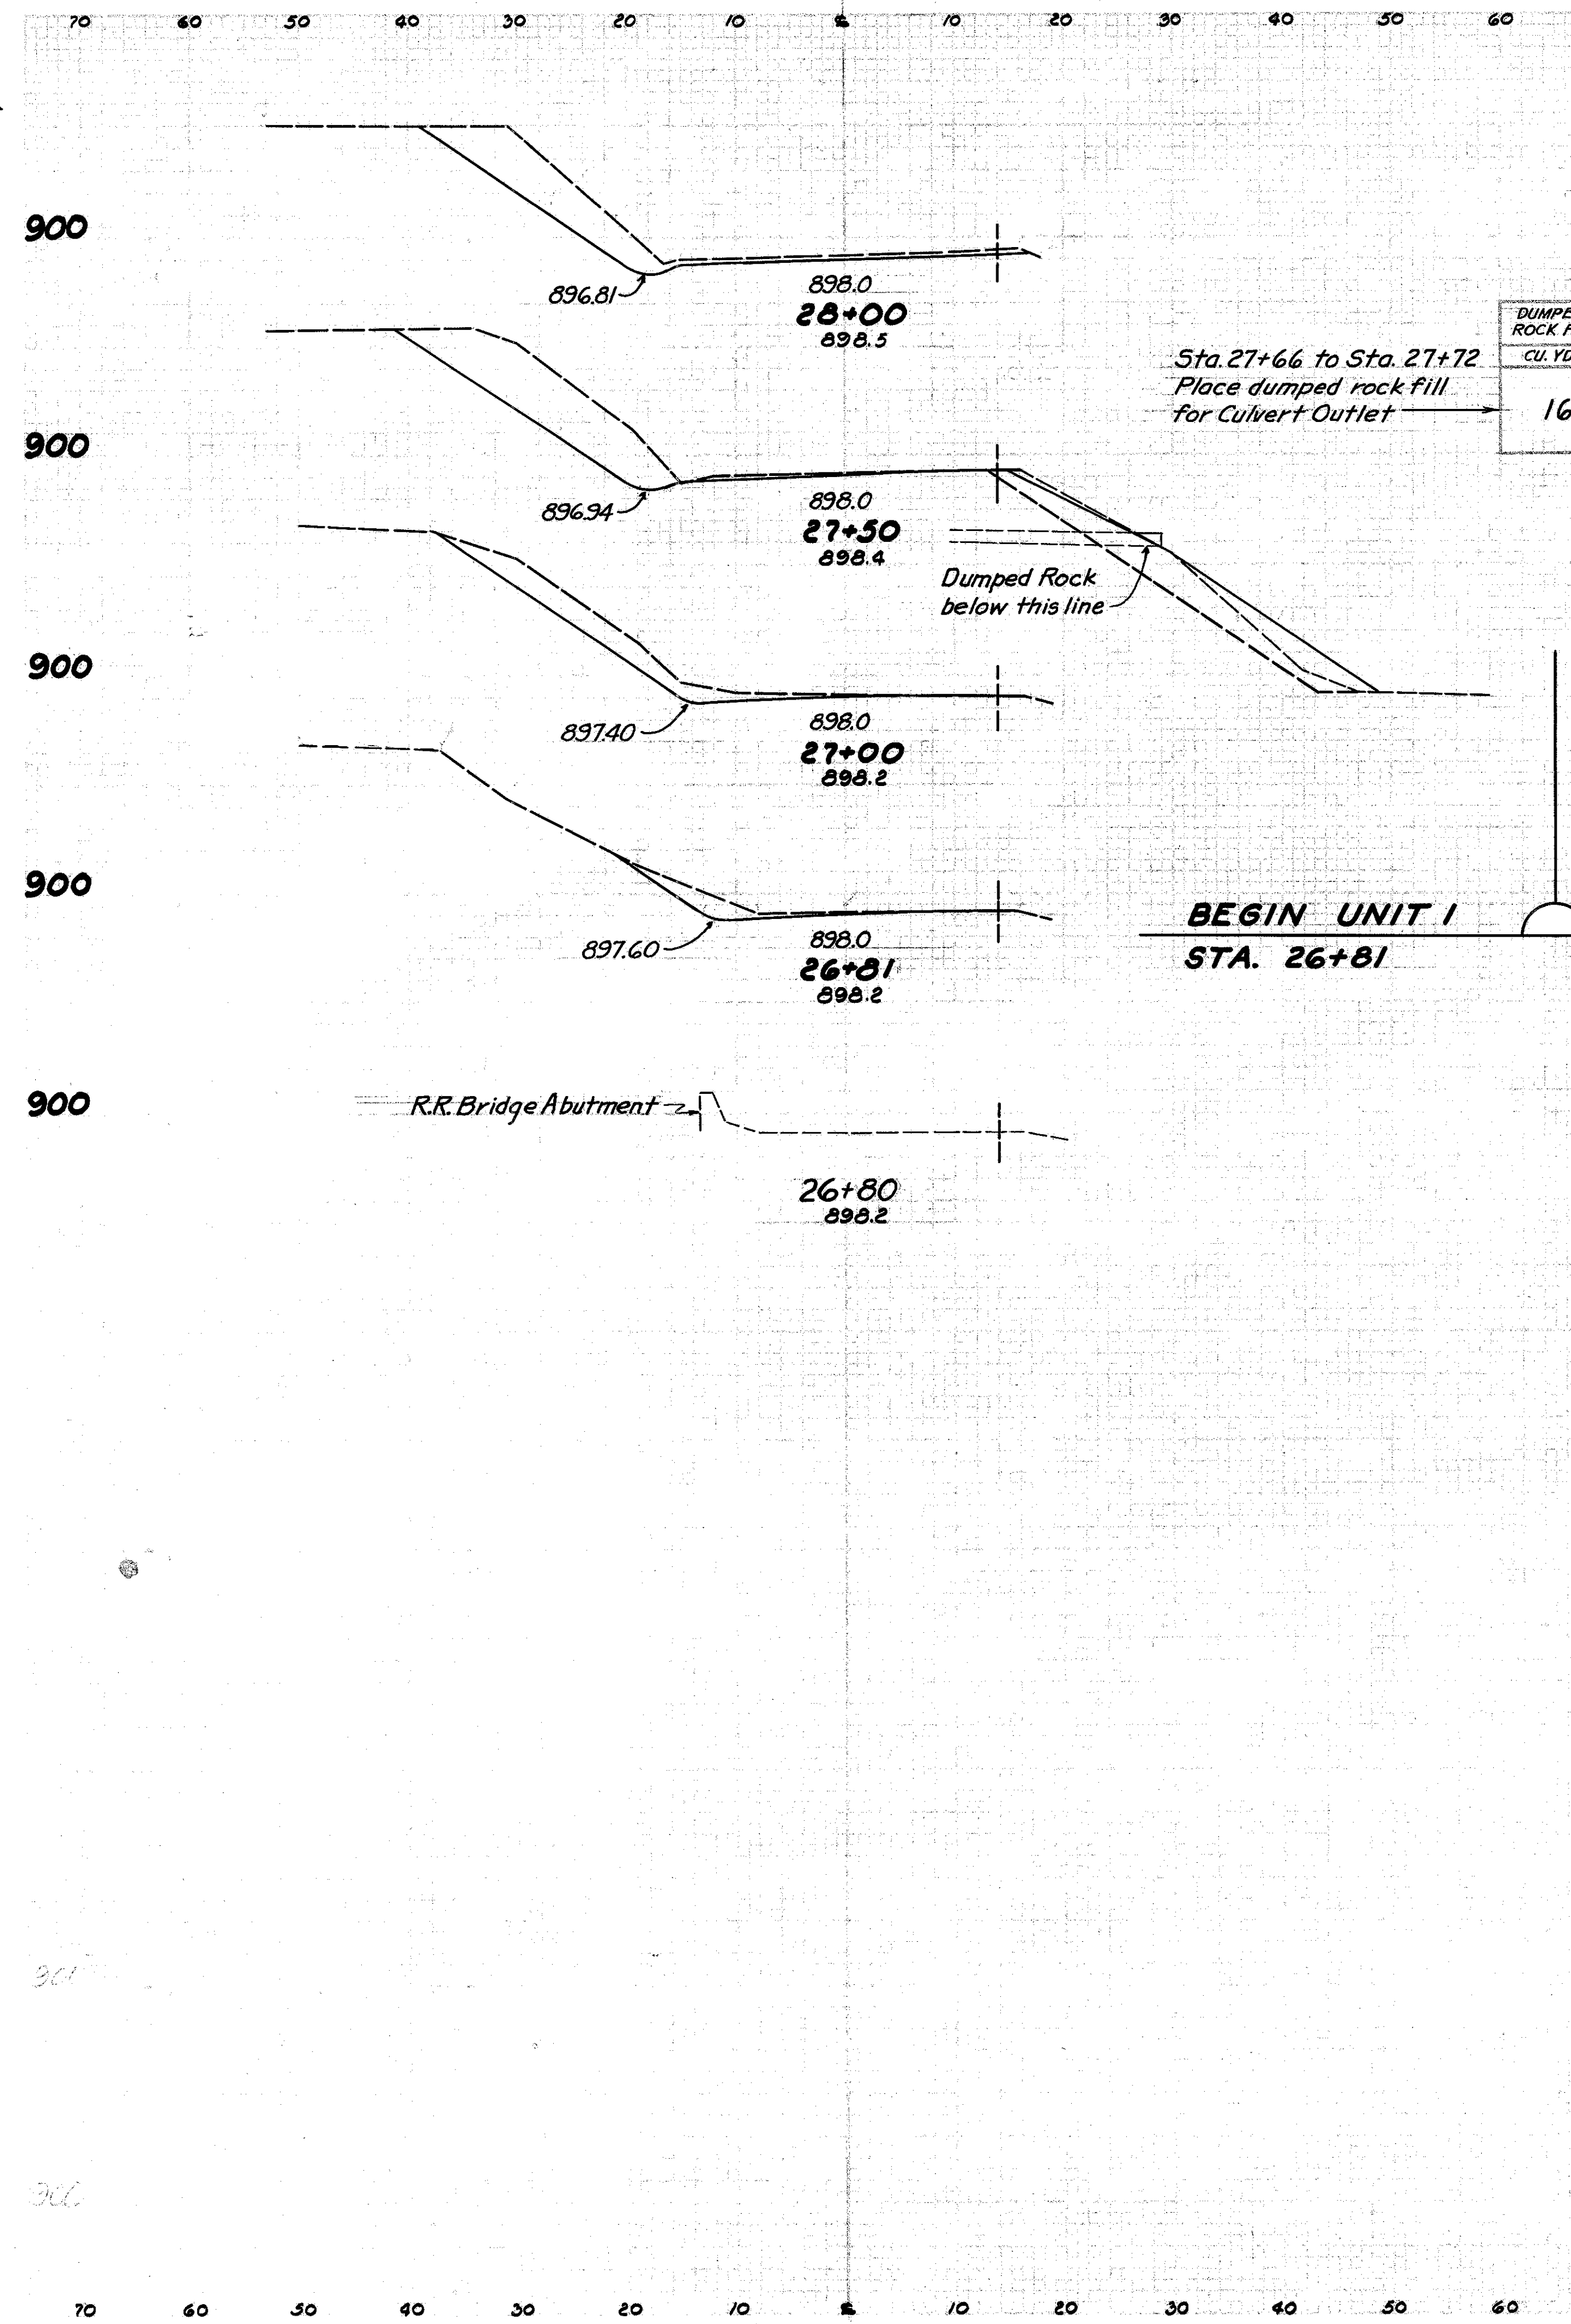 70 60 50 40 30 20 10 ℄ 10 20 30 40 50 60
900
896.81
898.0
28+00
898.5
DUMPE
ROCK F
CU. YD
16
Sta. 27+66 to Sta. 27+72
Place dumped rock fill
for Culvert Outlet
900
896.94
898.0
27+50
898.4
Dumped Rock
below this line
900
897.40
898.0
27+00
898.2
900
897.60
898.0
26+81
898.2
BEGIN UNIT 1
STA. 26+81
900
R.R. Bridge Abutment
26+80
898.2
900
70 60 50 40 30 20 10 ℄ 10 20 30 40 50 60